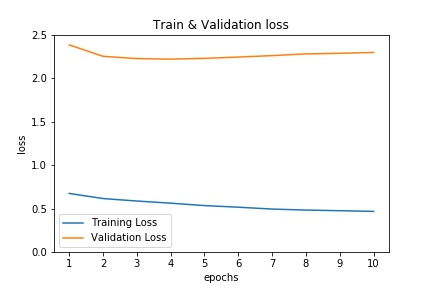 Train & Validation loss
2.5
2.0
1.5
1.0
0.5
0.0
loss
Training Loss
Validation Loss
1 2 3 4 5 6 7 8 9 10
epochs